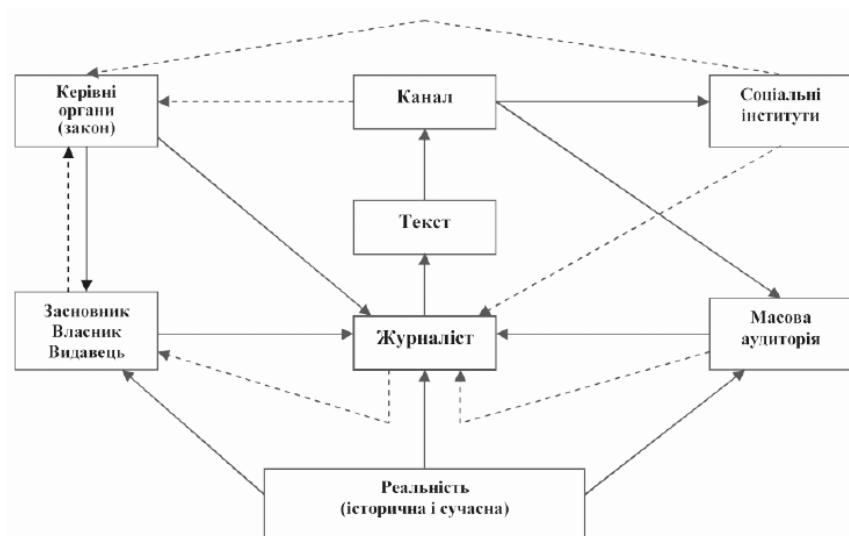 Керівні
органи
(закон)
Канал
Соціальні
інститути
Текст
Засновник
Власник
Видавець
Журналіст
Масова
аудиторія
Реальність
(історична і сучасна)